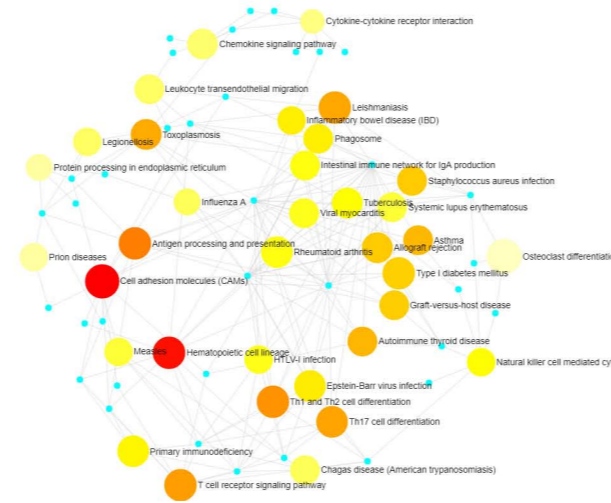 Cytokine-cytokine receptor interaction
Chemokine signaling pathway
Leukocyte transendothelial migration
Leishmaniasis
Inflammatory bowel disease (IBD)
Toxoplasmosis
Phagosome
Legionellosis
Intestinal immune network for IgA production
Protein processing in endoplasmic reticulum
Staphylococcus aureus infection
Influenza A
Tuberculosis
Systemic lupus erythematosus
Viral myocarditis
Asthma
Antigen processing and presentation
Allograft rejection
Rheumatoid arthritis
Prion diseases
Osteoclast differentiati
Type I diabetes mellitus
Cell adhesion molecules (CAMs)
Graft-versus-host disease
Autoimmune thyroid disease
Measles
Hematopoietic cell lineage
HTLV-I infection
Natural killer cell mediated cy
Epstein-Barr virus infection
Th1 and Th2 cell differentiation
Th17 cell differentiation
Primary immunodeficiency
Chagas disease (American trypanosomiasis)
T cell receptor signaling pathway